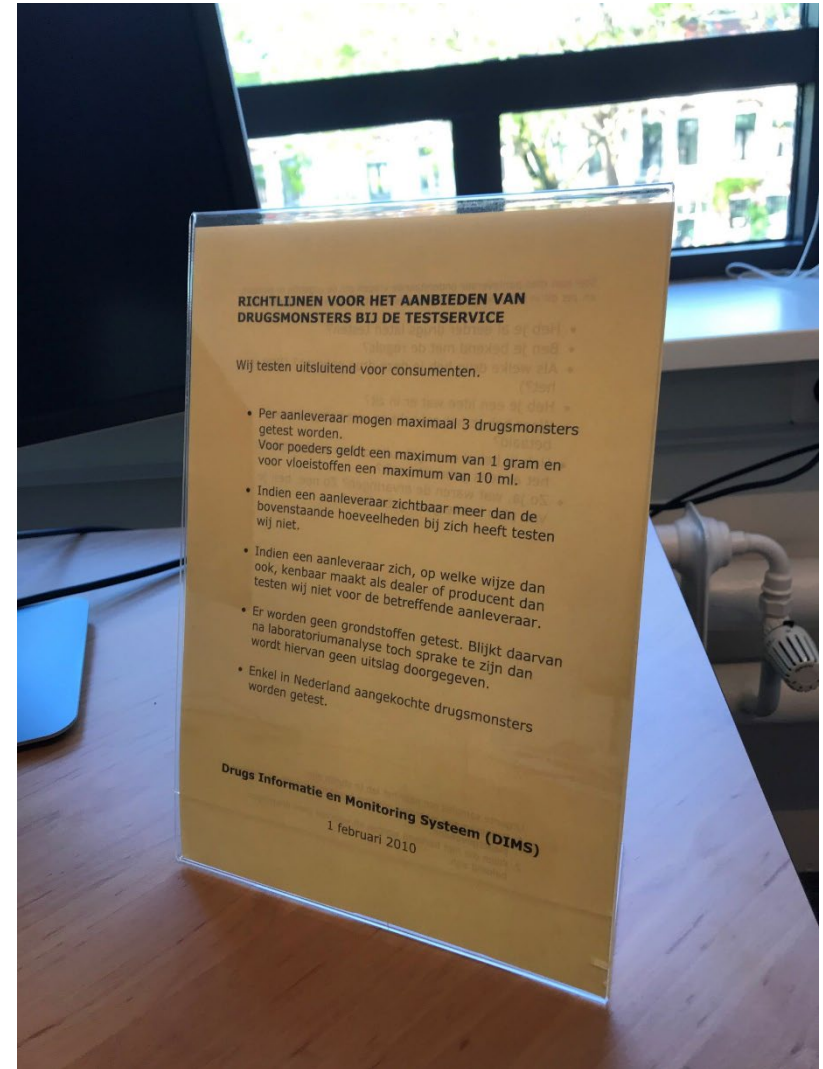 RICHTLIJNEN VOOR HET AANBIEDEN VAN
DRUGSMONSTERS BIJ DE TESTSERVICE
Wij testen uitsluitend voor consumenten.
• Per aanleveraar mogen maximaal 3 drugsmonsters
getest worden.
Voor poeders geldt een maximum van 1 gram en
voor vloeistoffen een maximum van 10 ml.
• Indien een aanleveraar zichtbaar meer dan de
bovenstaande hoeveelheden bij zich heeft testen
wij niet.
• Indien een aanleveraar zich, op welke wijze dan
ook, kenbaar maakt als dealer of producent dan
testen wij niet voor de betreffende aanleveraar.
• Er worden geen grondstoffen getest. Blijkt daarvan
na laboratoriumanalyse toch sprake te zijn dan
wordt hiervan geen uitslag doorgegeven.
• Enkel in Nederland aangekochte drugsmonsters
worden getest.
Drugs Informatie en Monitoring Systeem (DIMS)
1 februari 2010